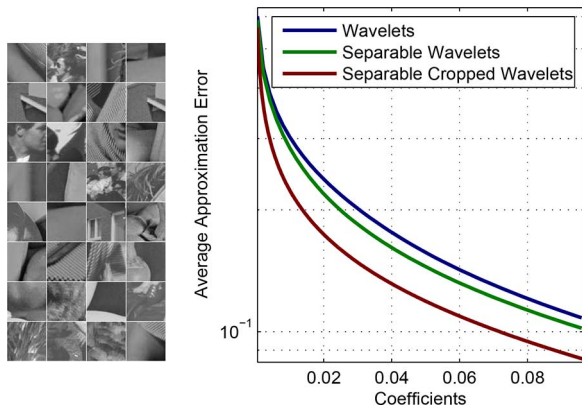 Wavelets
Separable Wavelets
Separable Cropped Wavelets
Average Approximation Error
10⁻¹
0.02 0.04 0.06 0.08
Coefficients